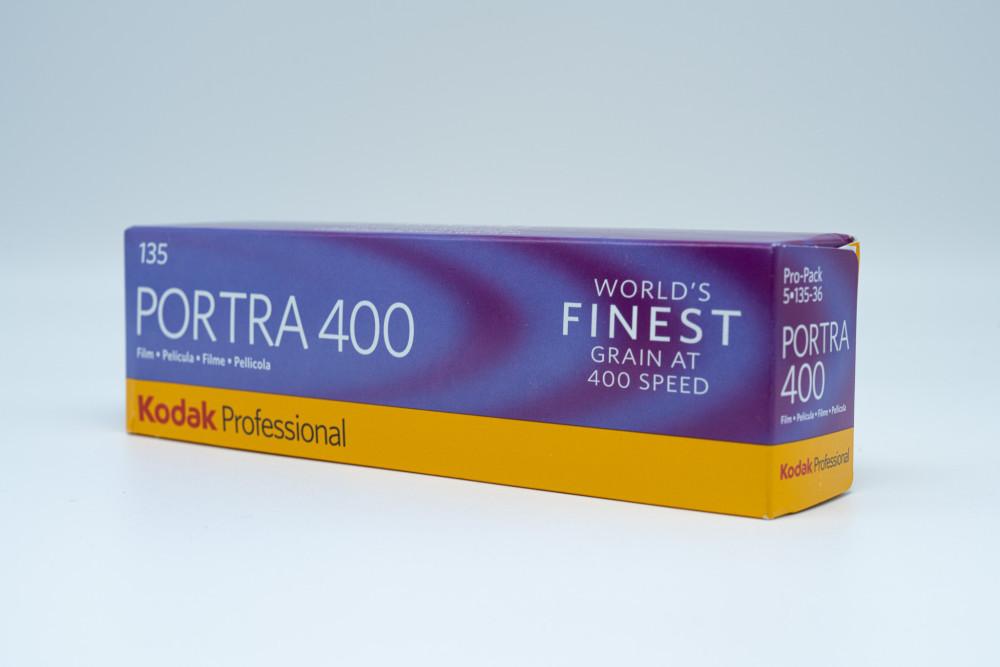 135
PORTRA 400
Film • Película • Filme • Pellicola
Kodak Professional
WORLD'S
FINEST
GRAIN AT
400 SPEED
Pro-Pack
5•135-36
PORTRA
400
Film • Película • Filme • Pellicola
Kodak Professional